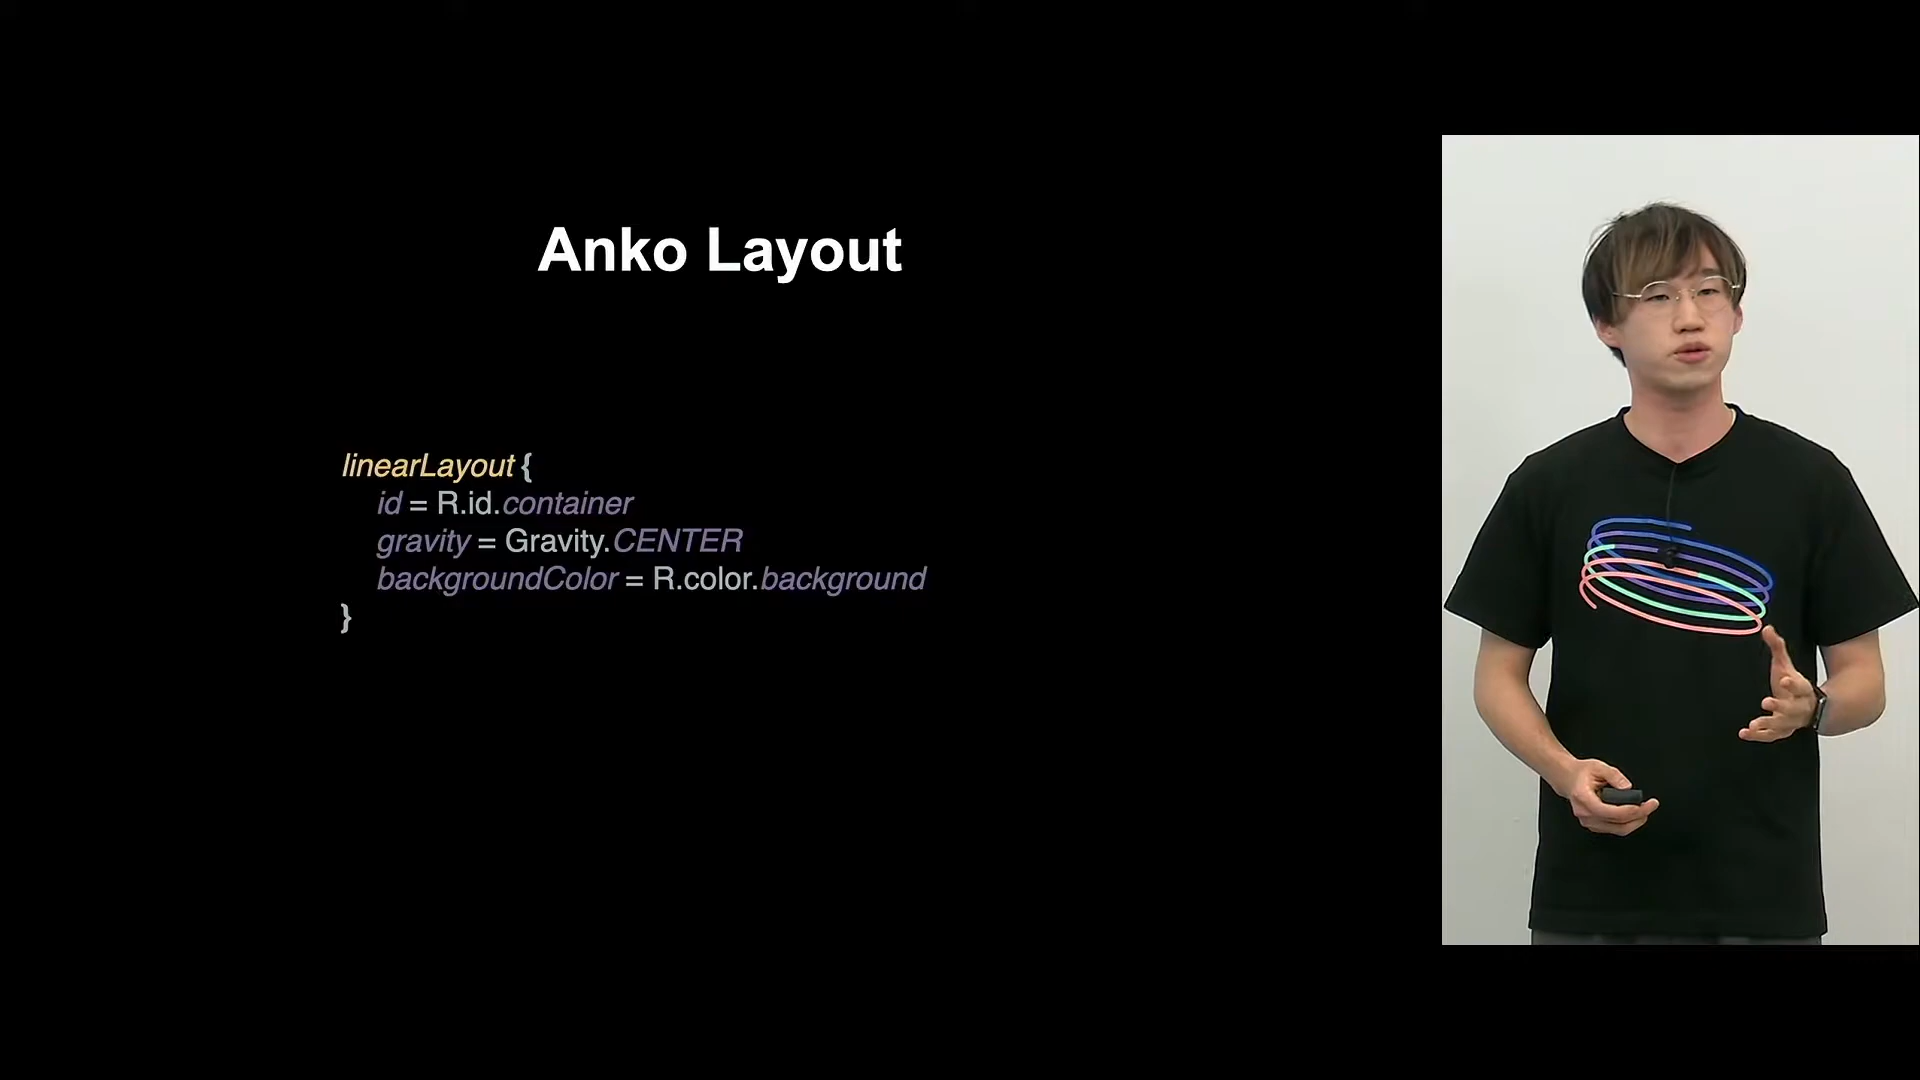 Anko Layout
linearLayout {
id = R.id.container
gravity = Gravity.CENTER
backgroundColor = R.color.background
}